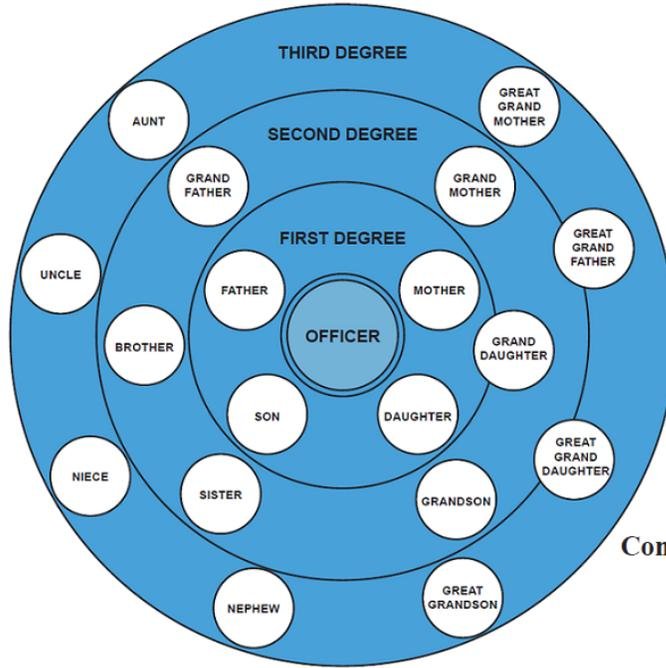 THIRD DEGREE
GREAT
GRAND
MOTHER
AUNT
SECOND DEGREE
GRAND
FATHER
GRAND
MOTHER
FIRST DEGREE
GREAT
GRAND
FATHER
UNCLE
FATHER
MOTHER
OFFICER
BROTHER
GRAND
DAUGHTER
SON
DAUGHTER
GREAT
GRAND
DAUGHTER
NIECE
SISTER
GRANDSON
NEPHEW
GREAT
GRANDSON